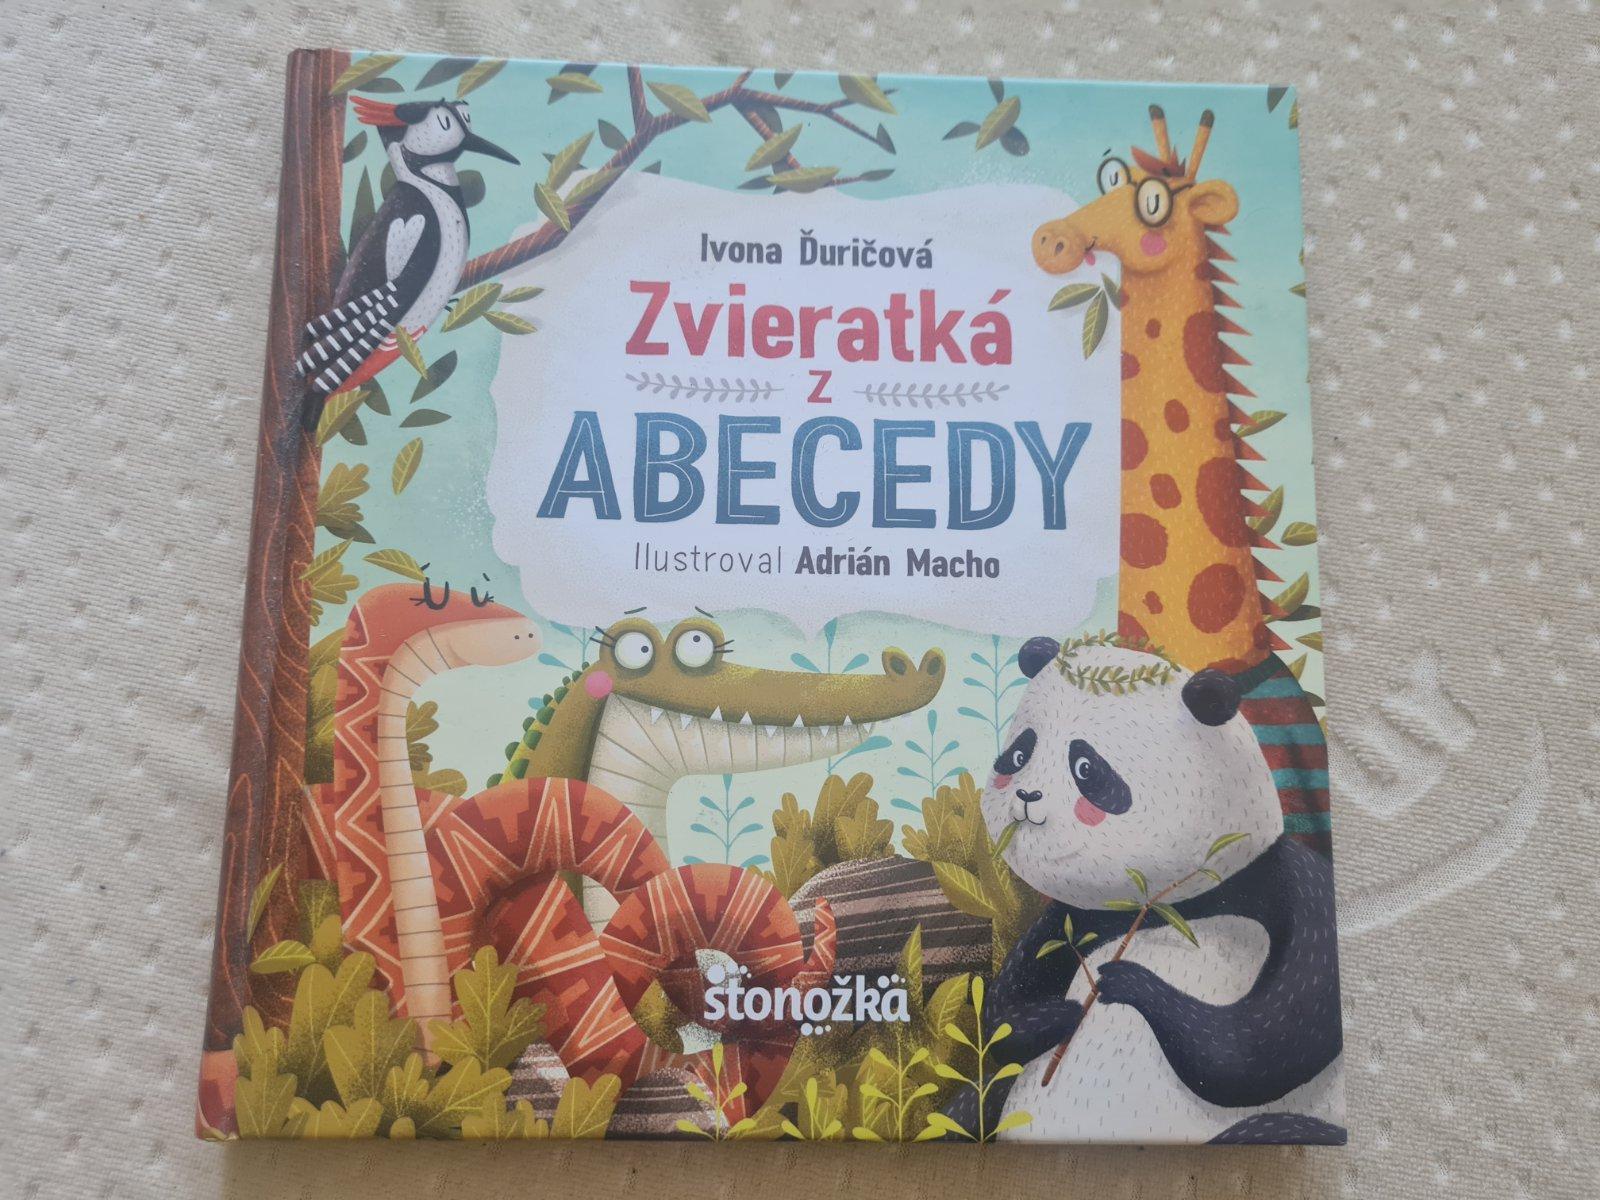 Ivona Ďuričová
Zvieratká
z
ABECEDY
Ilustroval Adrián Macho
stonožka